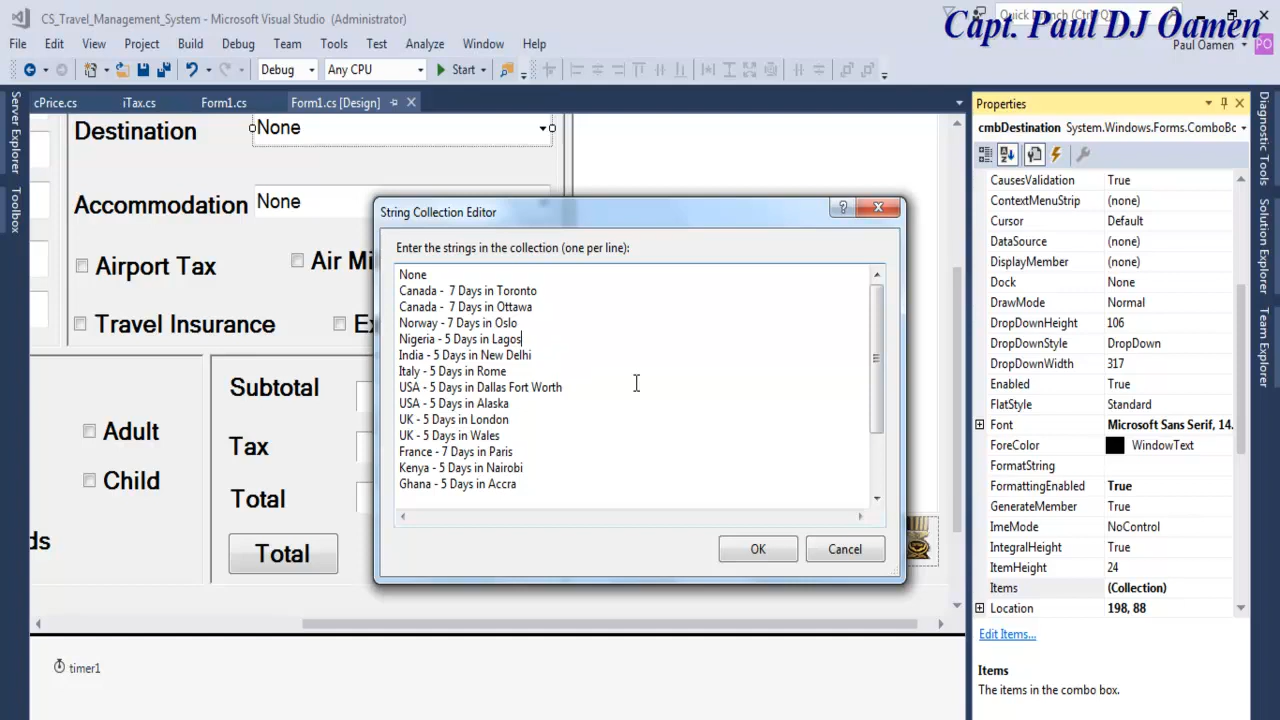 CS_Travel_Management_System - Microsoft Visual Studio (Administrator)
Capt. Paul DJ Oamen
File Edit View Project Build Debug Team Tools Test Analyze Window Help
Paul Oamen PO
Debug Any CPU Start
cPrice.cs iTax.cs Form1.cs Form1.cs [Design]
Server Explorer
Toolbox
Destination None
Accommodation None
Airport Tax Air Mi
Travel Insurance Ex
Subtotal
Adult
Tax
Child
Total
ds
Total
timer1
String Collection Editor
Enter the strings in the collection (one per line):
None
Canada - 7 Days in Toronto
Canada - 7 Days in Ottawa
Norway - 7 Days in Oslo
Nigeria - 5 Days in Lagos
India - 5 Days in New Delhi
Italy - 5 Days in Rome
USA - 5 Days in Dallas Fort Worth
USA - 5 Days in Alaska
UK - 5 Days in London
UK - 5 Days in Wales
France - 7 Days in Paris
Kenya - 5 Days in Nairobi
Ghana - 5 Days in Accra
OK Cancel
Properties
cmbDestination System.Windows.Forms.ComboBo
CausesValidation True
ContextMenuStrip (none)
Cursor Default
DataSource (none)
DisplayMember (none)
Dock None
DrawMode Normal
DropDownHeight 106
DropDownStyle DropDown
DropDownWidth 317
Enabled True
FlatStyle Standard
Font Microsoft Sans Serif, 14.
ForeColor WindowText
FormatString
FormattingEnabled True
GenerateMember True
ImeMode NoControl
IntegralHeight True
ItemHeight 24
Items (Collection)
Location 198, 88
Edit Items...
Items
The items in the combo box.
Diagnostic Tools
Solution Explorer
Team Explorer